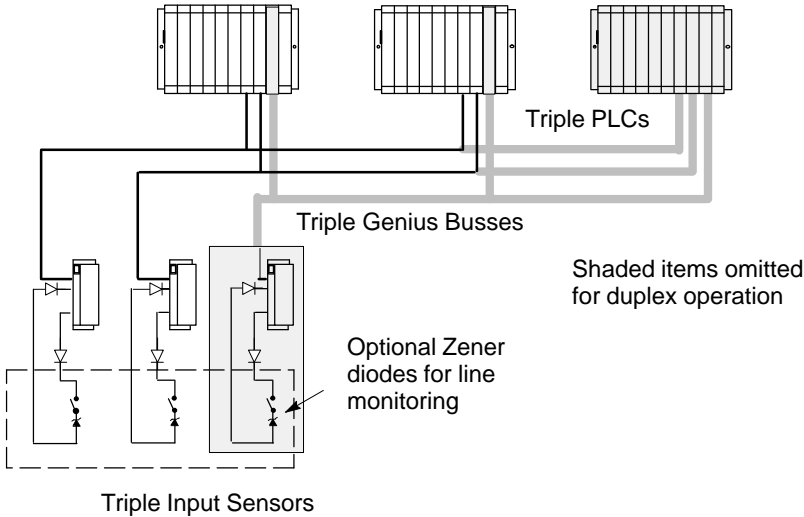 Triple PLCs
Triple Genius Busses
Shaded items omitted
for duplex operation
Optional Zener
diodes for line
monitoring
Triple Input Sensors